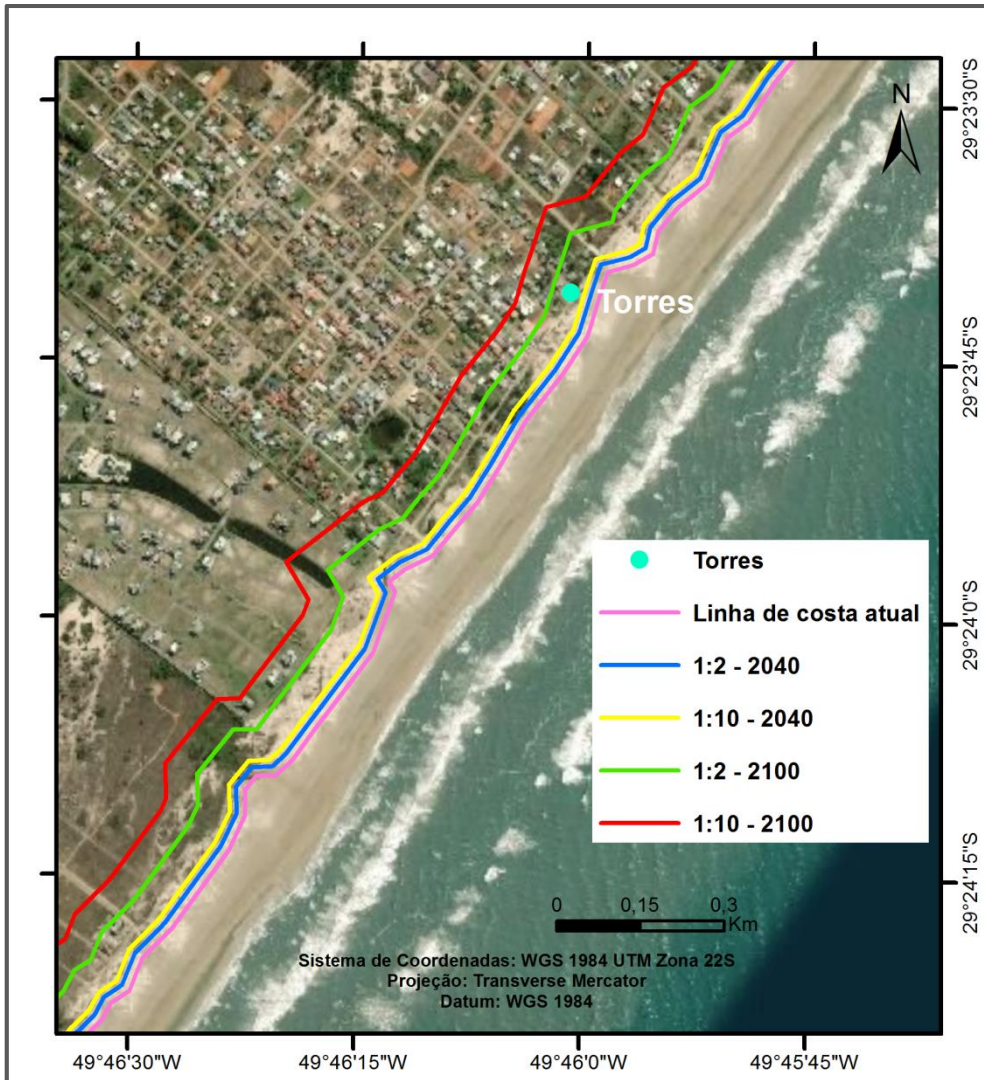 N
29°23'30"S
29°23'45"S
29°24'0"S
29°24'15"S
Torres
Torres
Linha de costa atual
1:2 - 2040
1:10 - 2040
1:2 - 2100
1:10 - 2100
0 0,15 0,3
Km
Sistema de Coordenadas: WGS 1984 UTM Zona 22S
Projeção: Transverse Mercator
Datum: WGS 1984
49°46'30"W 49°46'15"W 49°46'0"W 49°45'45"W